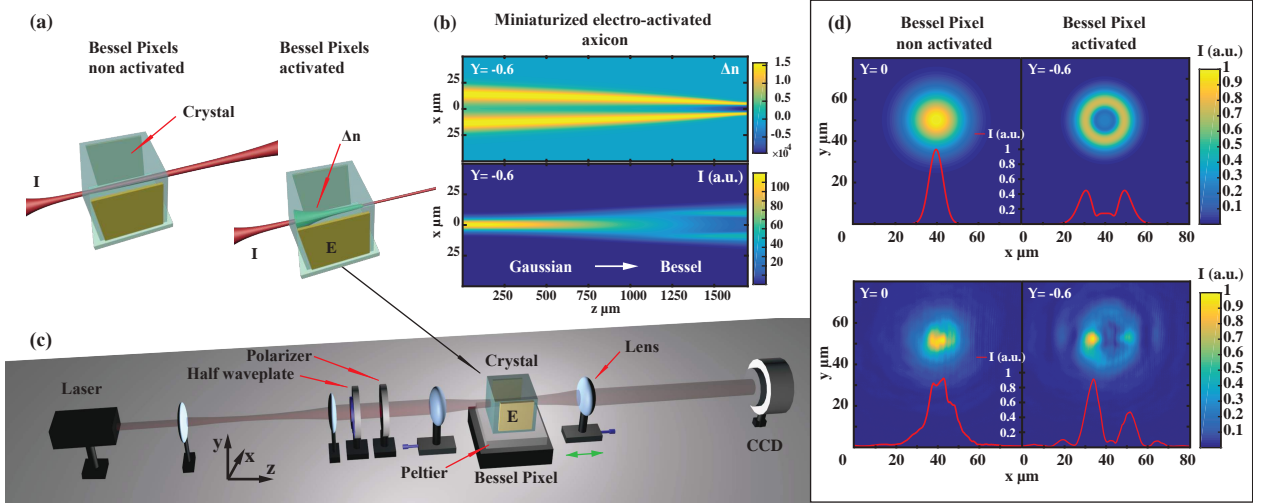 (a)
Bessel Pixels
non activated
Bessel Pixels
activated
Crystal
Δn
I
I
E
(b)
Miniaturized electro-activated
axicon
Y= -0.6
Δn
x µm
25
0
25
1.5
1.0
0.5
0.0
-0.5
×10⁻⁴
Y= -0.6
I (a.u.)
x µm
25
0
25
100
80
60
40
20
Gaussian
Bessel
250
500
750
1000
1250
1500
z µm
(c)
Laser
Polarizer
Half waveplate
Crystal
Lens
E
y
x
z
Peltier
Bessel Pixel
CCD
(d)
Bessel Pixel
non activated
Bessel Pixel
activated
I (a.u.)
Y= 0
Y= -0.6
y µm
60
40
20
I (a.u.)
1
0.8
0.6
0.4
0.2
1
0.9
0.8
0.7
0.6
0.5
0.4
0.3
0.2
0.1
0
20
40
60
0
20
40
60
80
x µm
I (a.u.)
Y= 0
Y= -0.6
y µm
80
60
40
20
I (a.u.)
1
0.8
0.6
0.4
0.2
0
1
0.9
0.8
0.7
0.6
0.5
0.4
0.3
0.2
0.1
0
20
40
60
0
20
40
60
80
x µm